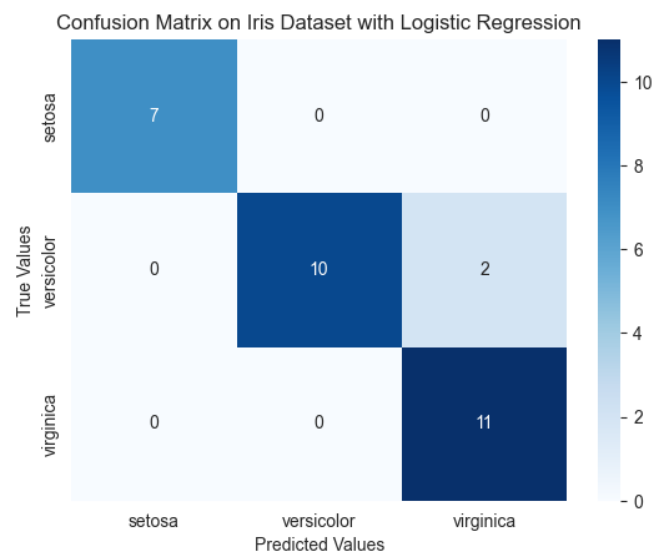 Confusion Matrix on Iris Dataset with Logistic Regression
setosa
7 0 0
versicolor
0 10 2
virginica
0 0 11
True Values
setosa versicolor virginica
Predicted Values
10
8
6
4
2
0